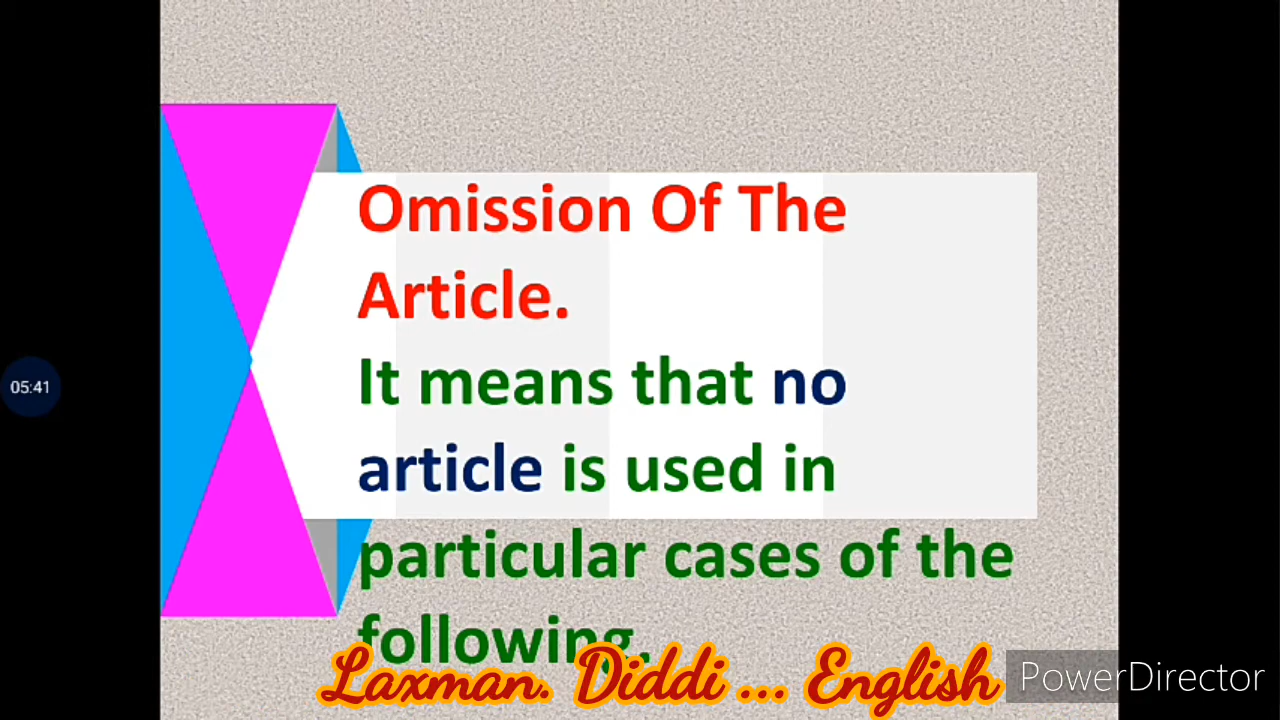 Omission Of The
Article.
It means that no
05:41
article is used in
particular cases of the
following.
Laxman. Diddi ... English
PowerDirector